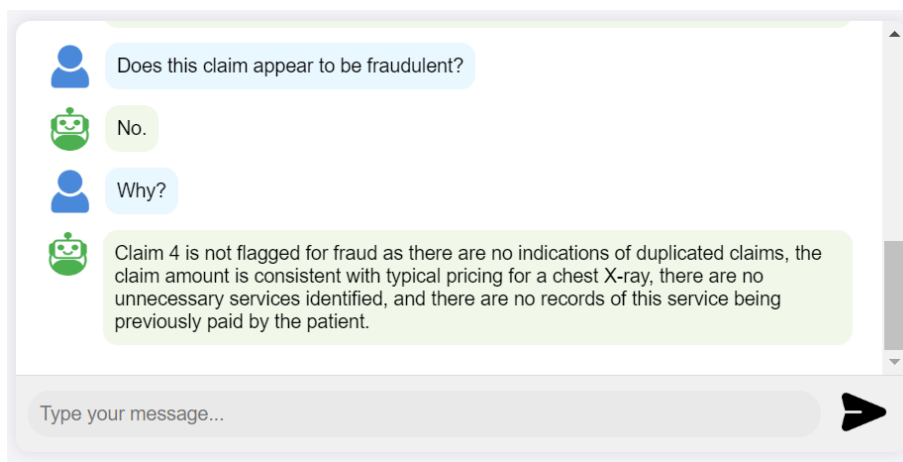 Does this claim appear to be fraudulent?
No.
Why?
Claim 4 is not flagged for fraud as there are no indications of duplicated claims, the
claim amount is consistent with typical pricing for a chest X-ray, there are no
unnecessary services identified, and there are no records of this service being
previously paid by the patient.
Type your message...